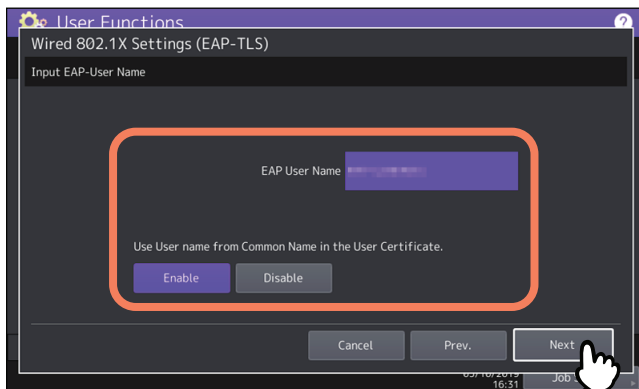 User Functions
?
Wired 802.1X Settings (EAP-TLS)
Input EAP-User Name
EAP User Name
Use User name from Common Name in the User Certificate.
Enable Disable
Cancel Prev. Next
16:31 Job